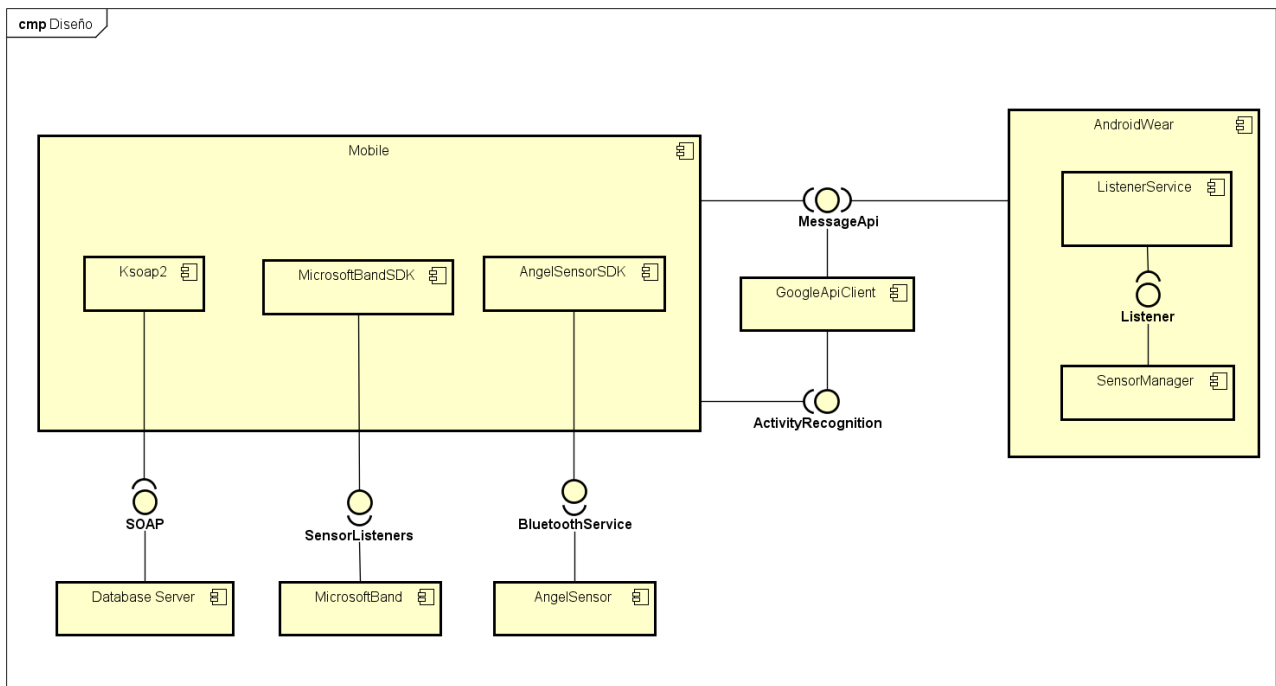 cmp Diseño
Mobile
AndroidWear
ListenerService
MessageApi
Ksoap2
MicrosoftBandSDK
AngelSensorSDK
GoogleApiClient
Listener
SensorManager
ActivityRecognition
SOAP
SensorListeners
BluetoothService
Database Server
MicrosoftBand
AngelSensor